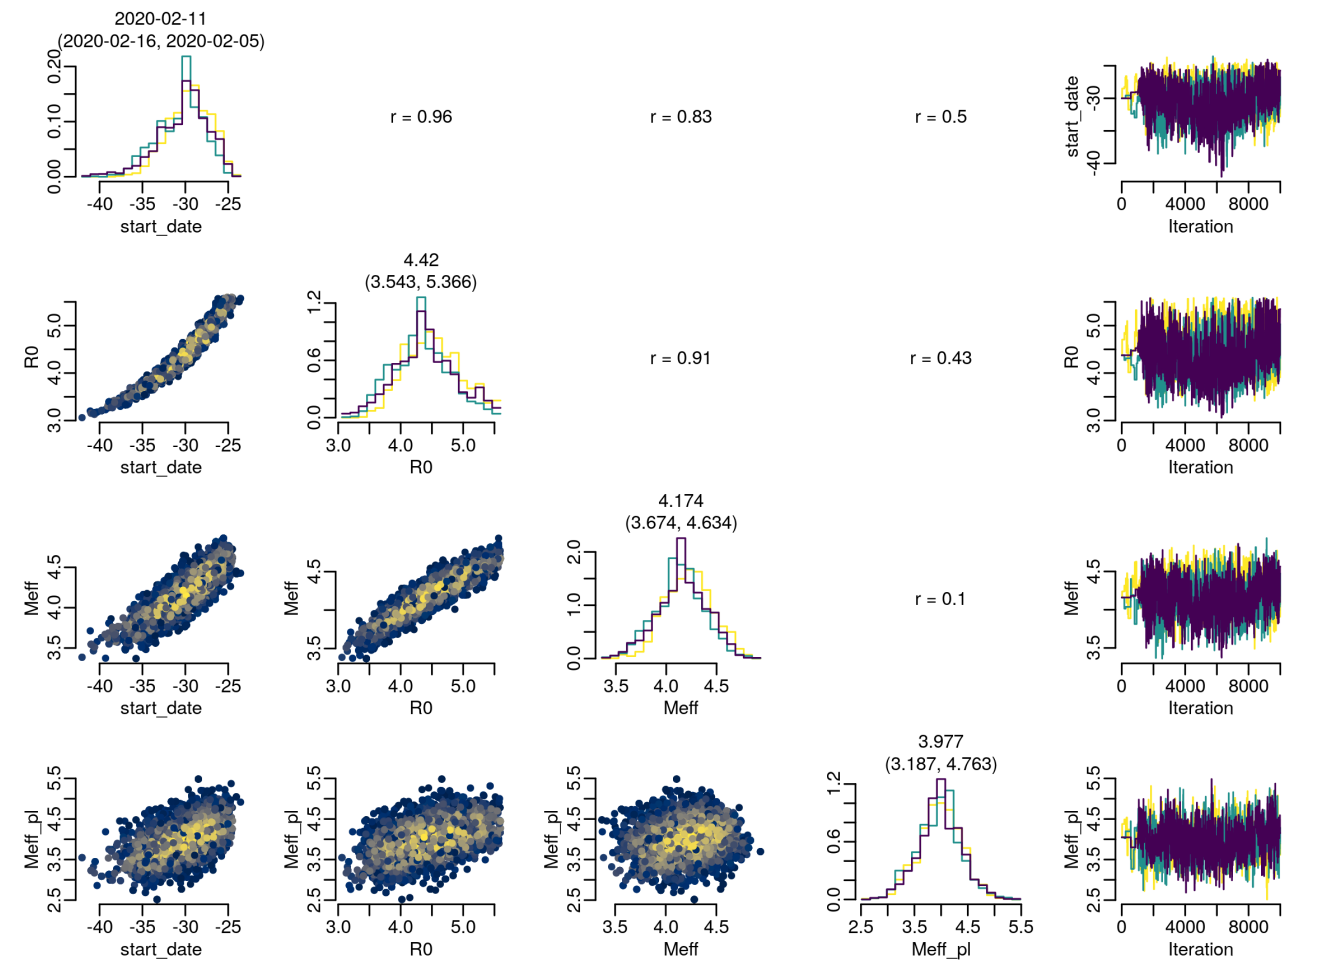 2020-02-11
(2020-02-16, 2020-02-05)
0.00 0.10 0.20
-40 -35 -30 -25
start_date
r = 0.96
r = 0.83
r = 0.5
start_date
-40 -30
0 4000 8000
Iteration
R0
3.0 4.0 5.0
-40 -35 -30 -25
start_date
4.42
(3.543, 5.366)
0.0 0.6 1.2
3.0 4.0 5.0
R0
r = 0.91
r = 0.43
R0
3.0 4.0 5.0
0 4000 8000
Iteration
Meff
3.5 4.0 4.5
-40 -35 -30 -25
start_date
Meff
3.5 4.5
3.0 4.0 5.0
R0
4.174
(3.674, 4.634)
0.0 1.0 2.0
3.5 4.0 4.5
Meff
r = 0.1
Meff
3.5 4.5
0 4000 8000
Iteration
Meff_pl
2.5 3.5 4.5 5.5
-40 -35 -30 -25
start_date
Meff_pl
2.5 3.5 4.5 5.5
3.0 4.0 5.0
R0
Meff_pl
2.5 3.5 4.5 5.5
3.5 4.0 4.5
Meff
3.977
(3.187, 4.763)
0.0 0.6 1.2
2.5 3.5 4.5 5.5
Meff_pl
Meff_pl
2.5 3.5 4.5 5.5
0 4000 8000
Iteration